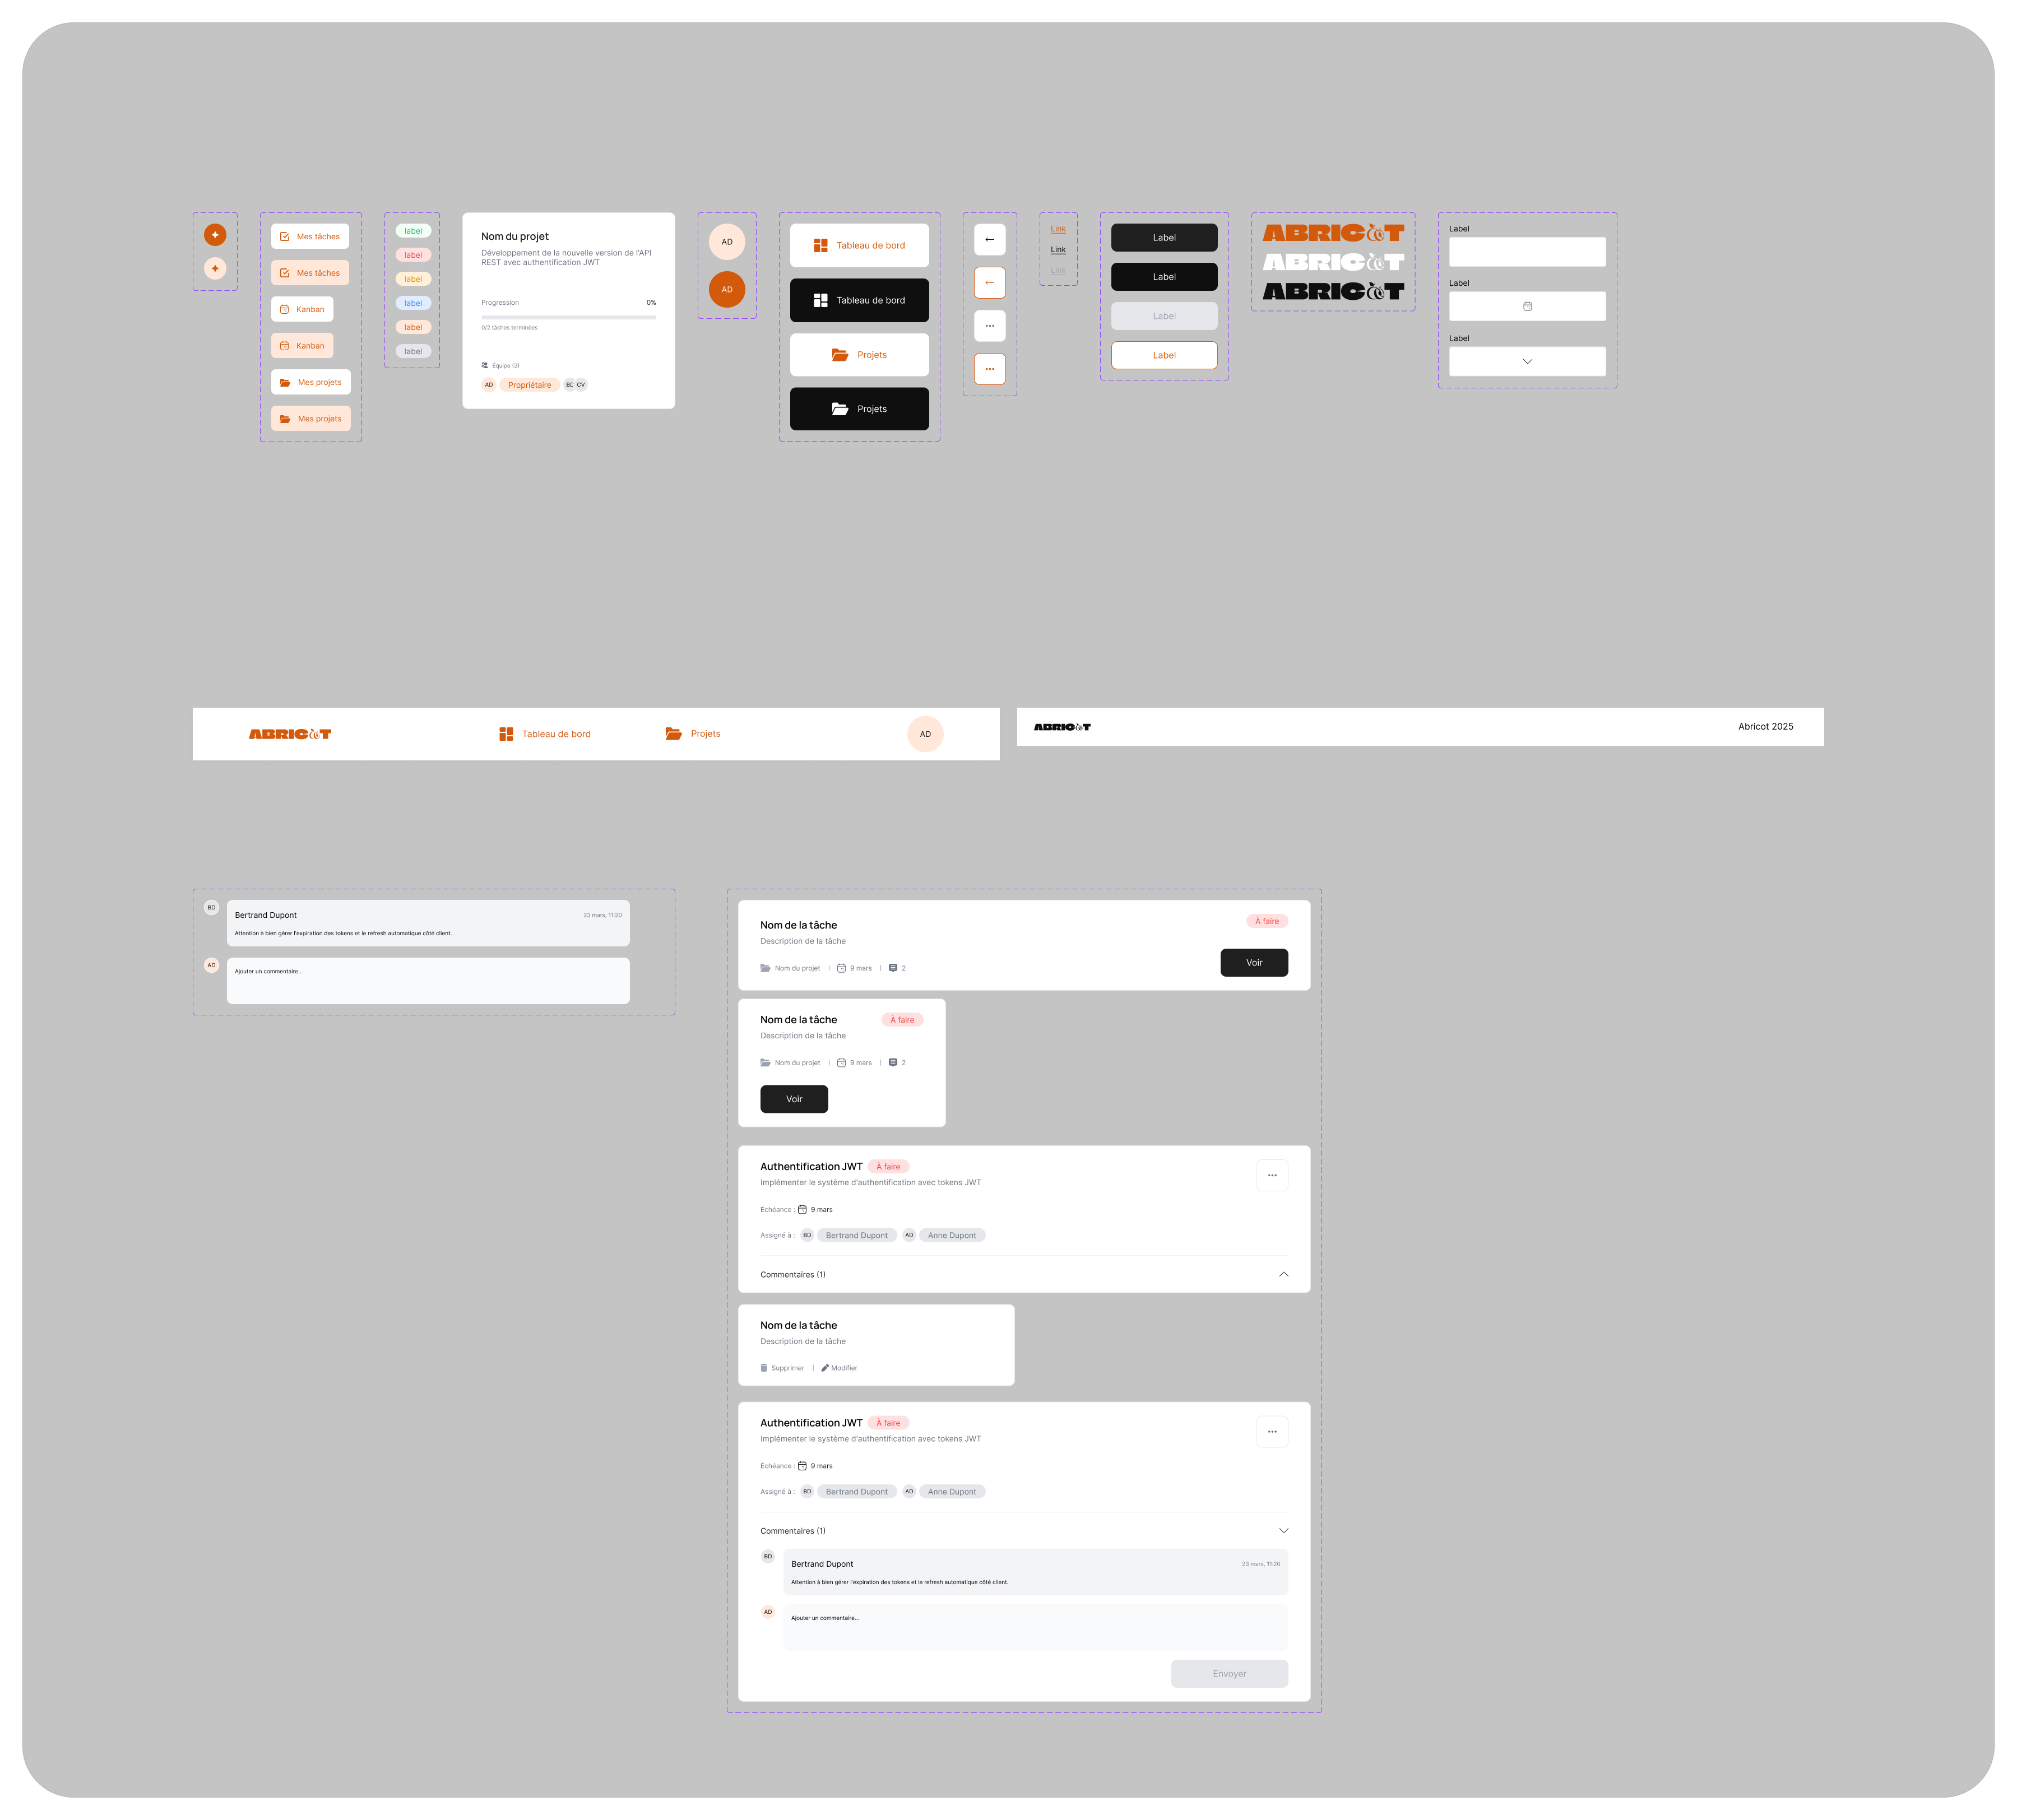 Mes tâches
Mes tâches
Kanban
Kanban
Mes projets
Mes projets
label
label
label
label
label
label
Nom du projet
Développement de la nouvelle version de l'API
REST avec authentification JWT
Progression 0%
0/2 tâches terminées
Équipe (3)
AD Propriétaire BD CV
AD
AD
Tableau de bord
Tableau de bord
Projets
Projets
Link
Link
Link
Label
Label
Label
Label
ABRICOT
ABRICOT
ABRICOT
Label
Label
Label
ABRICOT Tableau de bord Projets AD
ABRICOT Abricot 2025
BD
Bertrand Dupont 23 mars, 11:20
Attention à bien gérer l'expiration des tokens et le refresh automatique côté client.
AD
Ajouter un commentaire...
À faire
Nom de la tâche
Description de la tâche
Voir
Nom du projet | 9 mars | 2
Nom de la tâche À faire
Description de la tâche
Nom du projet | 9 mars | 2
Voir
Authentification JWT À faire
Implémenter le système d'authentification avec tokens JWT
Échéance : 9 mars
Assigné à : BD Bertrand Dupont AD Anne Dupont
Commentaires (1)
Nom de la tâche
Description de la tâche
Supprimer | Modifier
Authentification JWT À faire
Implémenter le système d'authentification avec tokens JWT
Échéance : 9 mars
Assigné à : BD Bertrand Dupont AD Anne Dupont
Commentaires (1)
BD
Bertrand Dupont 23 mars, 11:20
Attention à bien gérer l'expiration des tokens et le refresh automatique côté client.
AD
Ajouter un commentaire...
Envoyer